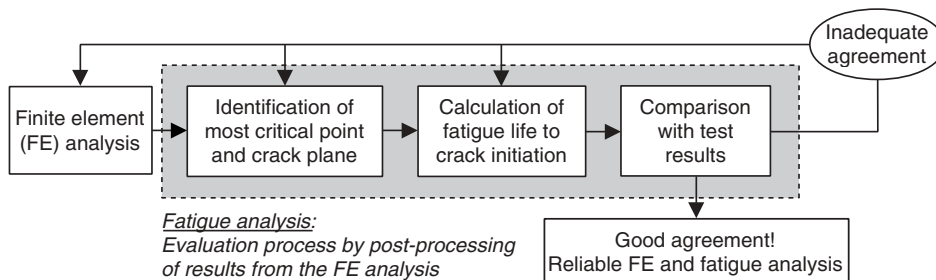 Inadequate
agreement
Finite element
(FE) analysis
Identification of
most critical point
and crack plane
Calculation of
fatigue life to
crack initiation
Comparison
with test
results
Fatigue analysis:
Evaluation process by post-processing
of results from the FE analysis
Good agreement!
Reliable FE and fatigue analysis